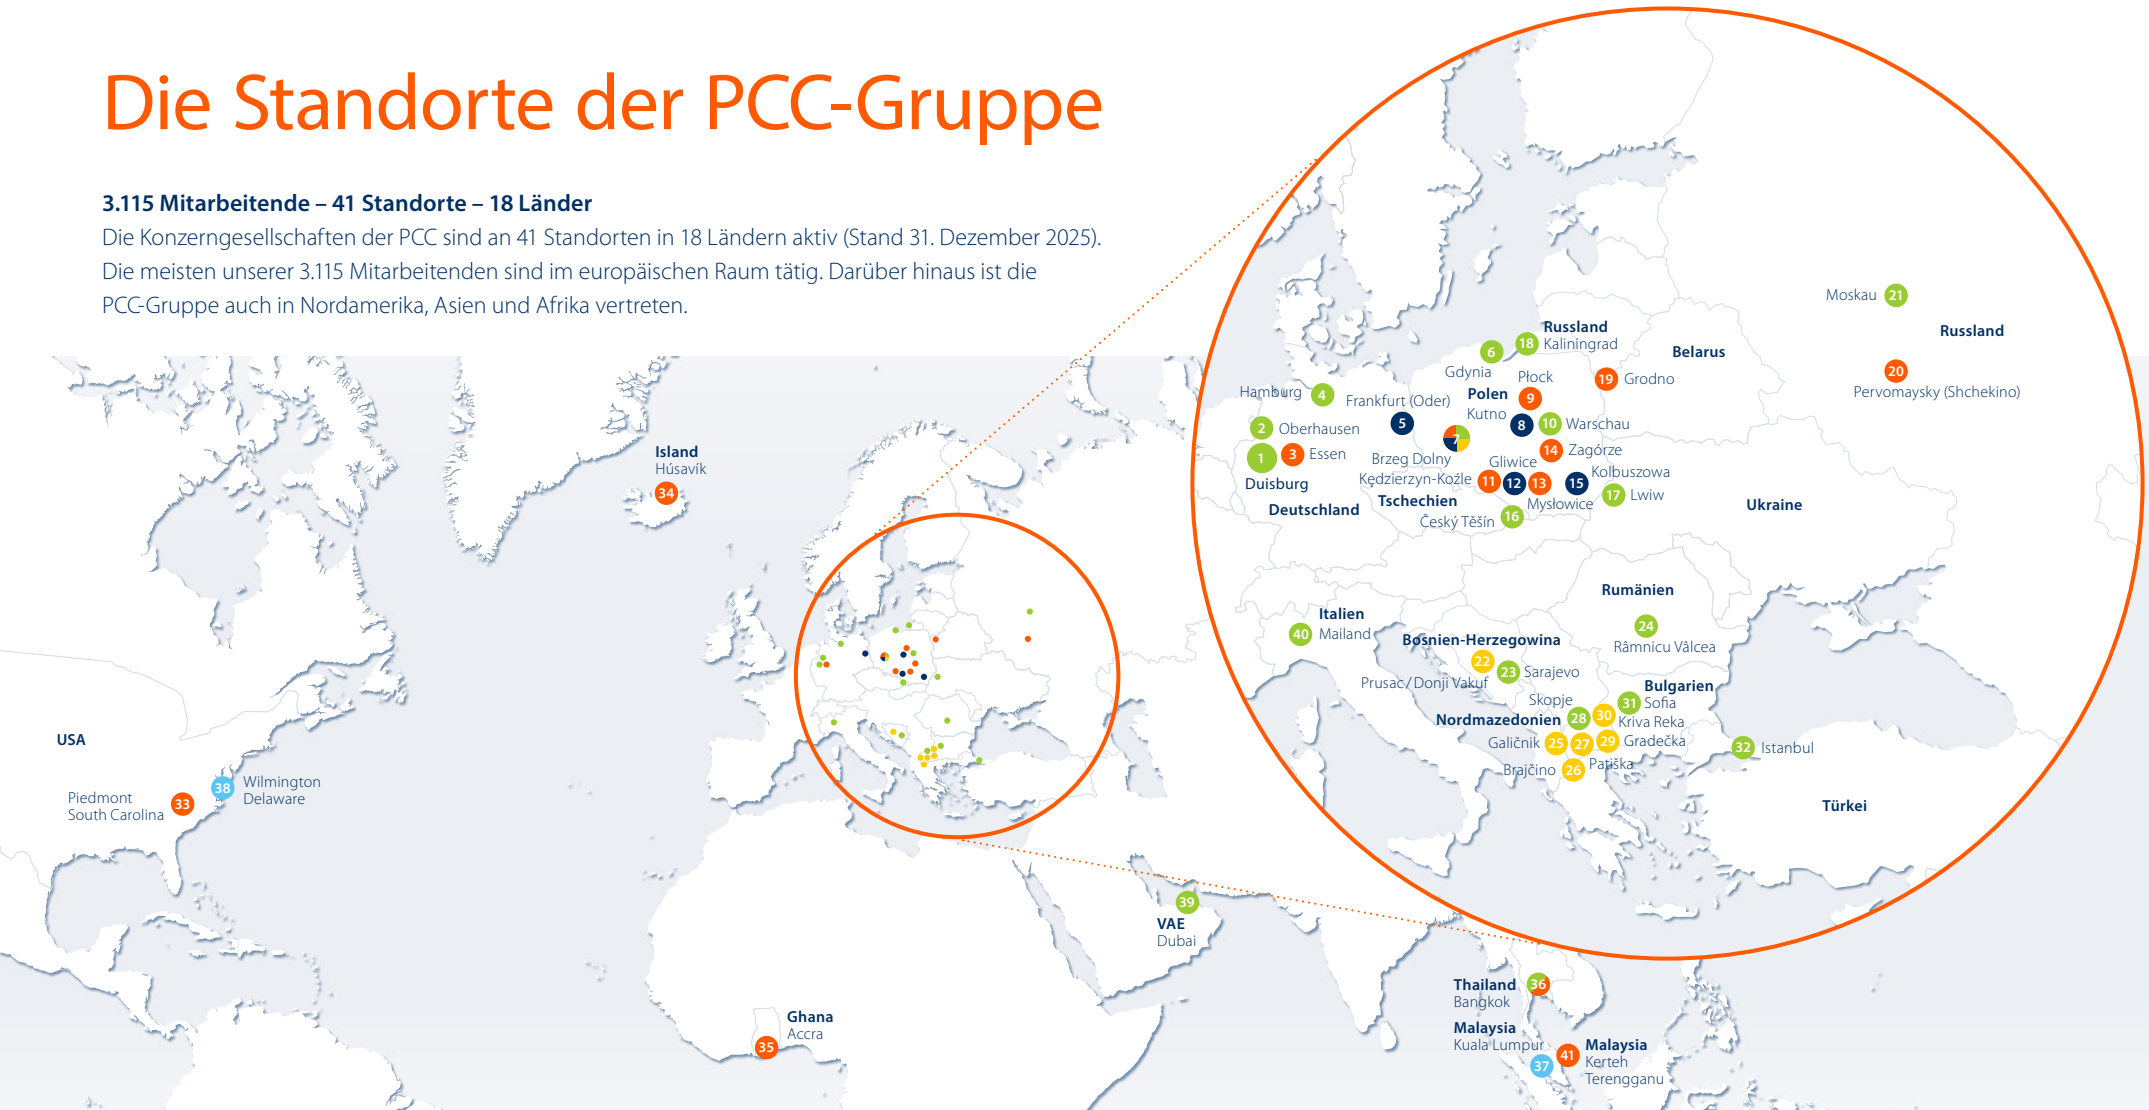 Die Standorte der PCC-Gruppe
3.115 Mitarbeitende – 41 Standorte – 18 Länder
Die Konzerngesellschaften der PCC sind an 41 Standorten in 18 Ländern aktiv (Stand 31. Dezember 2025).
Die meisten unserer 3.115 Mitarbeitenden sind im europäischen Raum tätig. Darüber hinaus ist die
PCC-Gruppe auch in Nordamerika, Asien und Afrika vertreten.
Moskau 21
Russland
20
Pervomaysky (Shchekino)
Russland
18 Kaliningrad
6
Gdynia
Belarus
19 Grodno
Płock
9
Polen
Hamburg 4
Frankfurt (Oder)
5
Kutno
8
10 Warschau
2 Oberhausen
7
Brzeg Dolny
14 Zagórze
1
Duisburg
3 Essen
Gliwice
Kolbuszowa
Kędzierzyn-Koźle 11 12 13 15
Mysłowice
17 Lwiw
Deutschland
Tschechien
Český Těšín 16
Ukraine
Rumänien
24
Râmnicu Vâlcea
Italien
40 Mailand
Bosnien-Herzegowina
22
Prusac / Donji Vakuf
23 Sarajevo
Bulgarien
31 Sofia
Skopje
28
30
Kriva Reka
Nordmazedonien
Galičnik 25 27 29 Gradečka
Patiška
Brajčino 26
32 Istanbul
Türkei
Island
Húsavík
34
USA
38 Wilmington
Delaware
Piedmont
South Carolina
33
39
VAE
Dubai
Ghana
Accra
35
Thailand
Bangkok
36
Malaysia
Kuala Lumpur
37
41 Malaysia
Kerteh
Terengganu